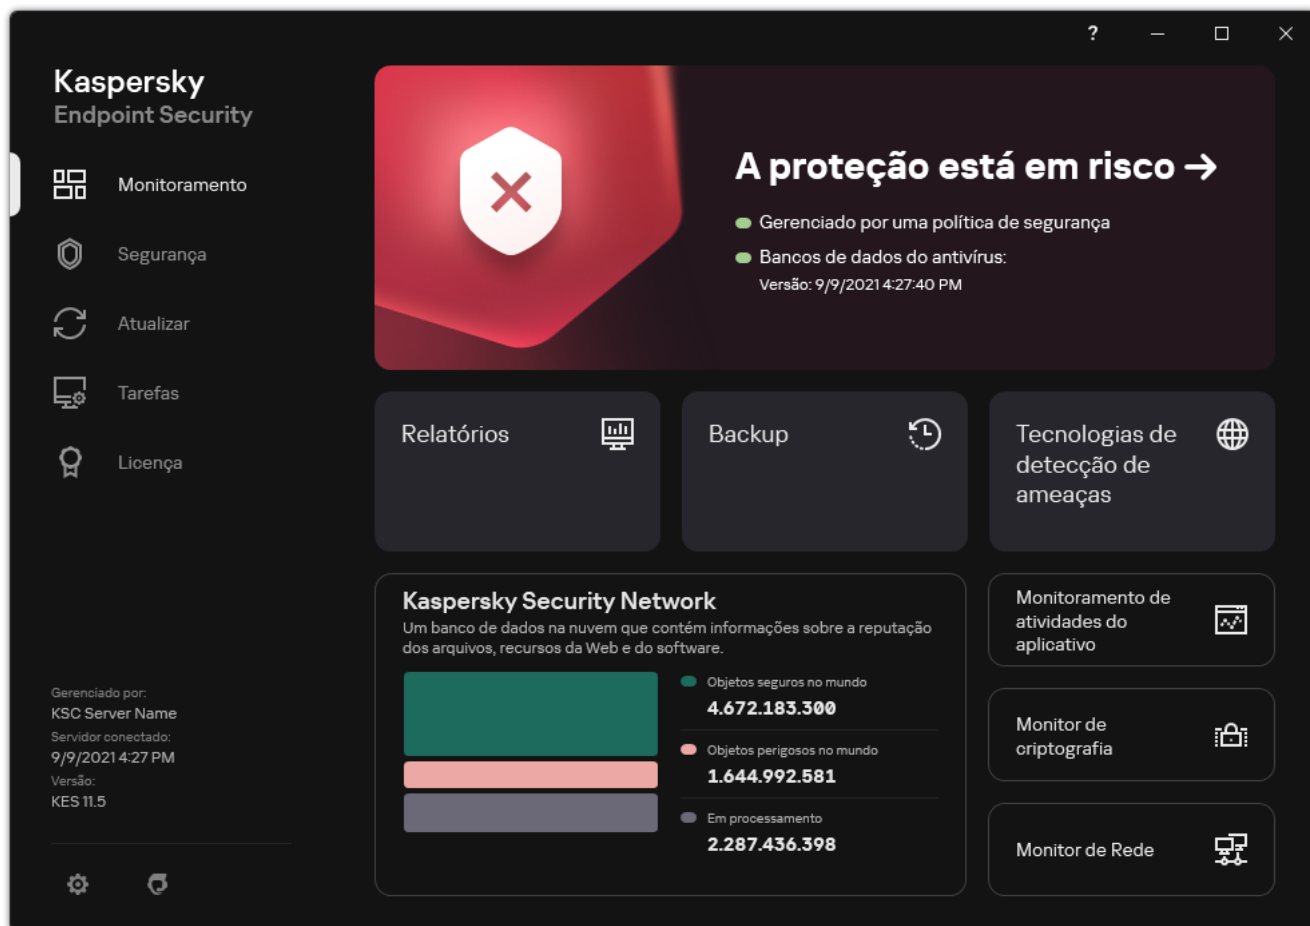 ?
Kaspersky
Endpoint Security
Monitoramento
Segurança
Atualizar
Tarefas
Licença
A proteção está em risco →
Gerenciado por uma política de segurança
Bancos de dados do antivírus:
Versão: 9/9/2021 4:27:40 PM
Relatórios
Backup
Tecnologias de
detecção de
ameaças
Kaspersky Security Network
Um banco de dados na nuvem que contém informações sobre a reputação
dos arquivos, recursos da Web e do software.
Objetos seguros no mundo
4.672.183.300
Objetos perigosos no mundo
1.644.992.581
Em processamento
2.287.436.398
Monitoramento de
atividades do
aplicativo
Monitor de
criptografia
Monitor de Rede
Gerenciado por:
KSC Server Name
Servidor conectado:
9/9/2021 4:27 PM
Versão:
KES 11.5